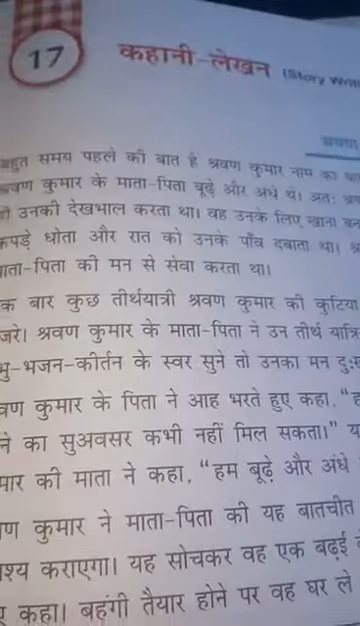 17
कहानी-लेखन (Story
श्रवण
बहुत समय पहले की बात है श्रवण कुमार नाम का
श्रवण कुमार के माता-पिता बूढ़े और अंधे थे। अतः
उनकी देखभाल करता था। वह उनके लिए खाना
कपड़े धोता और रात को उनके पाँव दबाता था।
माता-पिता की मन से सेवा करता था।
क बार कुछ तीर्थयात्री श्रवण कुमार की कुटिया
जरे। श्रवण कुमार के माता-पिता ने उन तीर्थ
भु-भजन-कीर्तन के स्वर सुने तो उनका मन
वण कुमार के पिता ने आह भरते हुए कहा, "ह
ने का सुअवसर कभी नहीं मिल सकता।" य
मार की माता ने कहा, "हम बूढ़े और अंधे
ण कुमार ने माता-पिता की यह बातचीत
श्य कराएगा। यह सोचकर वह एक बढ़ई
कहा। बहंगी तैयार होने पर वह घर ले